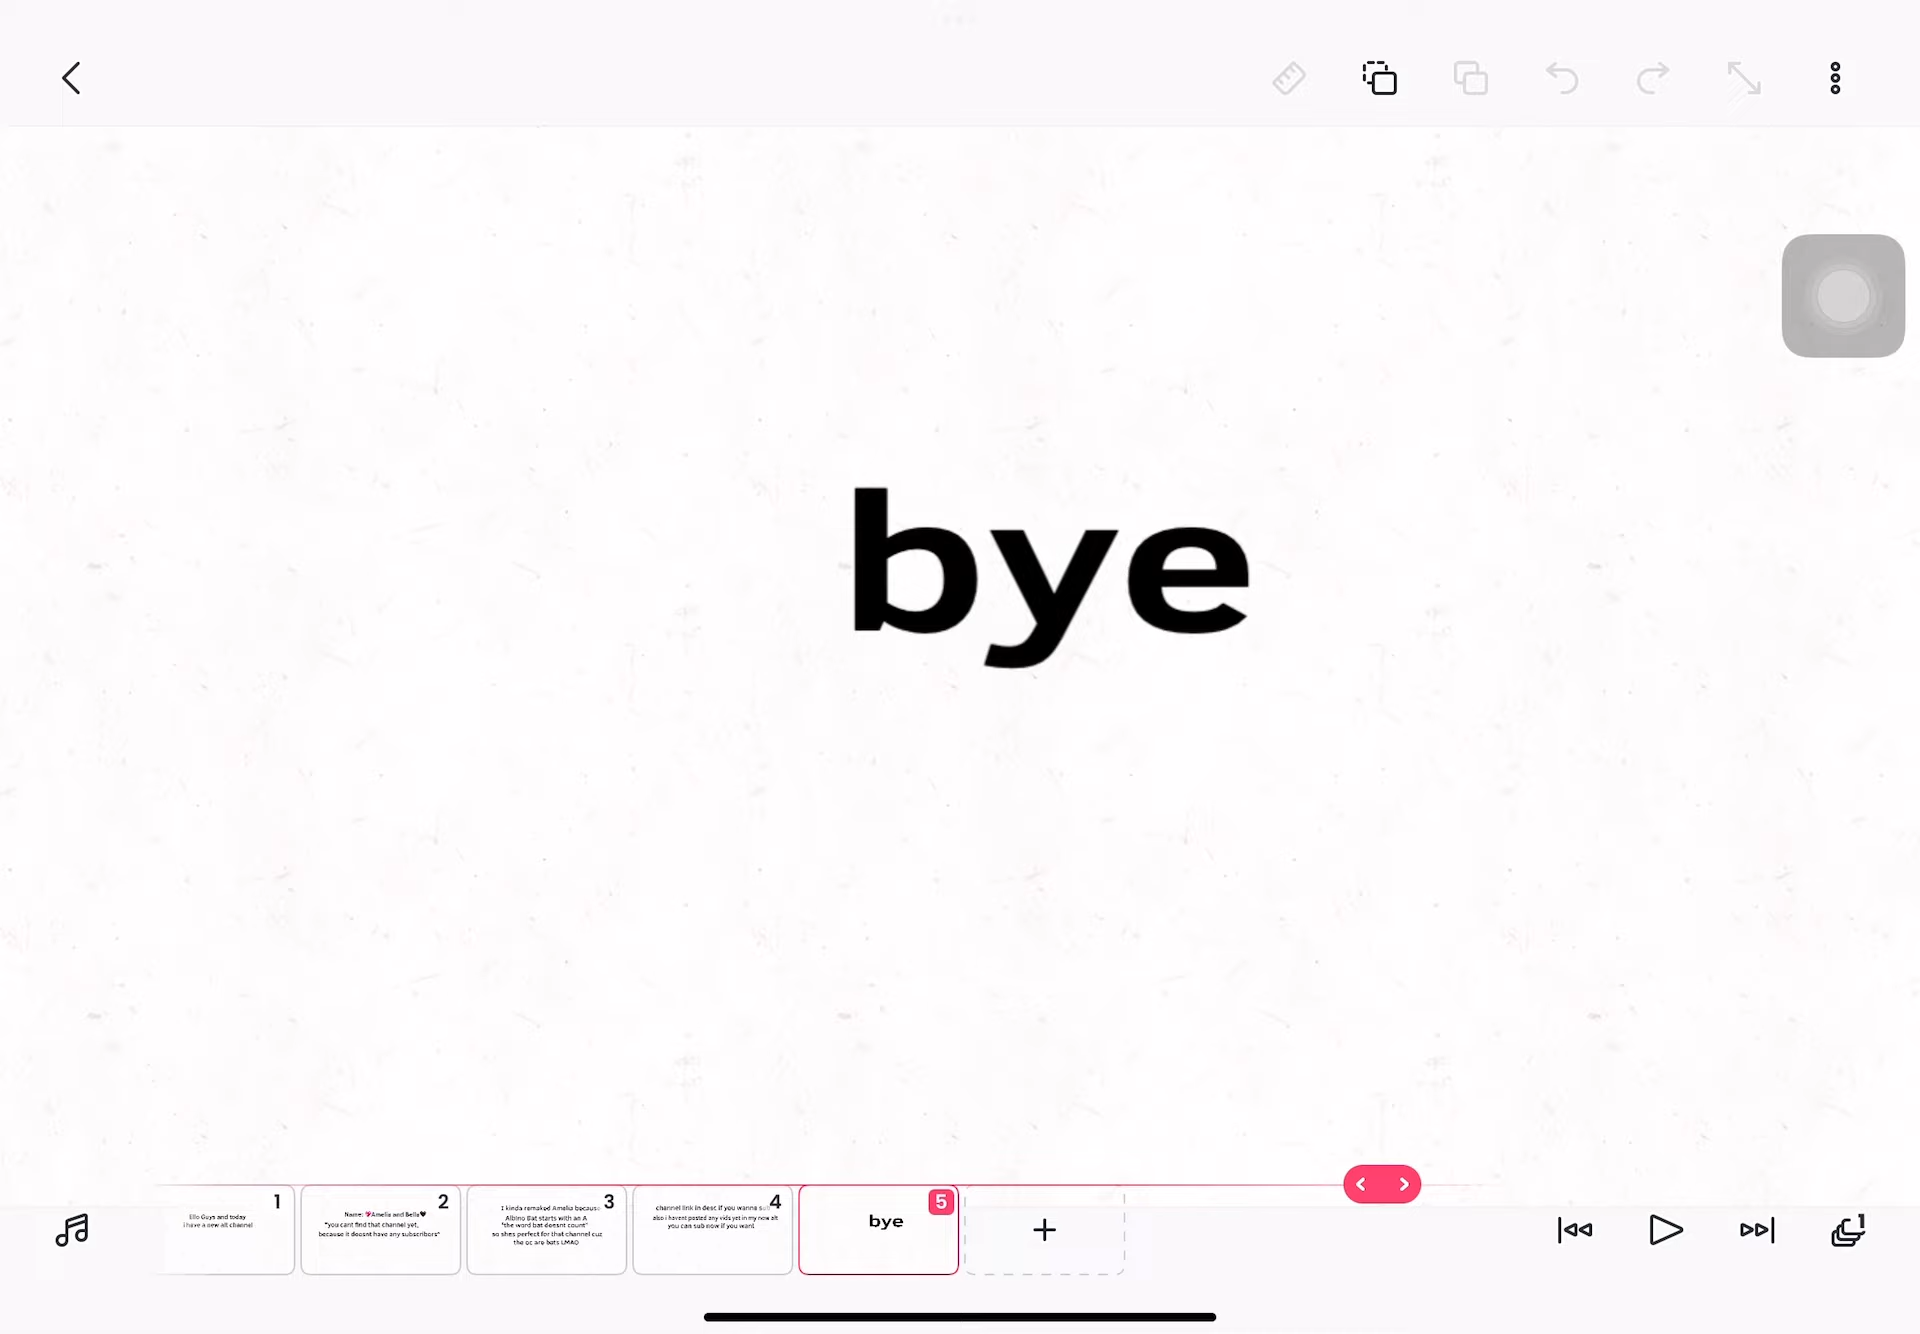 bye
1
Ello Guys and today
i have a new alt channel
2
Name: 💖Amelia and Bella🖤
"you cant find that channel yet,
because it doesnt have any subscribers"
3
I kinda remaked Amelia because
Albino Bat starts with an A
"the word bat doesnt count"
so shes perfect for that channel cuz
the oc are bats LMAO
4
channel link in desc if you wanna sub
also i havent posted any vids yet in my new alt
you can sub now if you want
5
bye
1